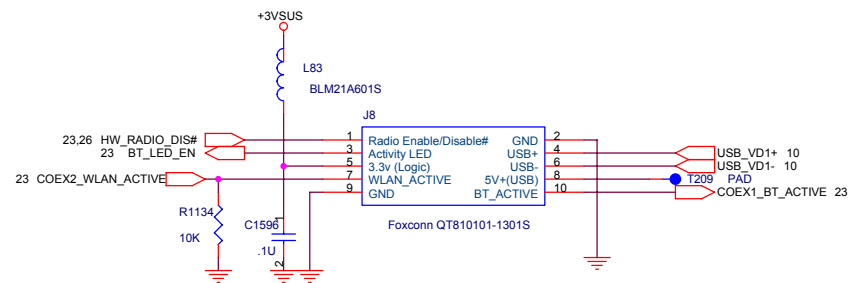 +3VSUS
L83
BLM21A601S
J8
23,26 HW_RADIO_DIS# 1 Radio Enable/Disable# GND 2
23 BT_LED_EN 3 Activity LED USB+ 4 USB_VD1+ 10
5 3.3v (Logic) USB- 6 USB_VD1- 10
23 COEX2_WLAN_ACTIVE 7 WLAN_ACTIVE 5V+(USB) 8 T209 PAD
9 GND BT_ACTIVE 10 COEX1_BT_ACTIVE 23
R1134
10K
C1596
.1U
1
2
Foxconn QT810101-1301S